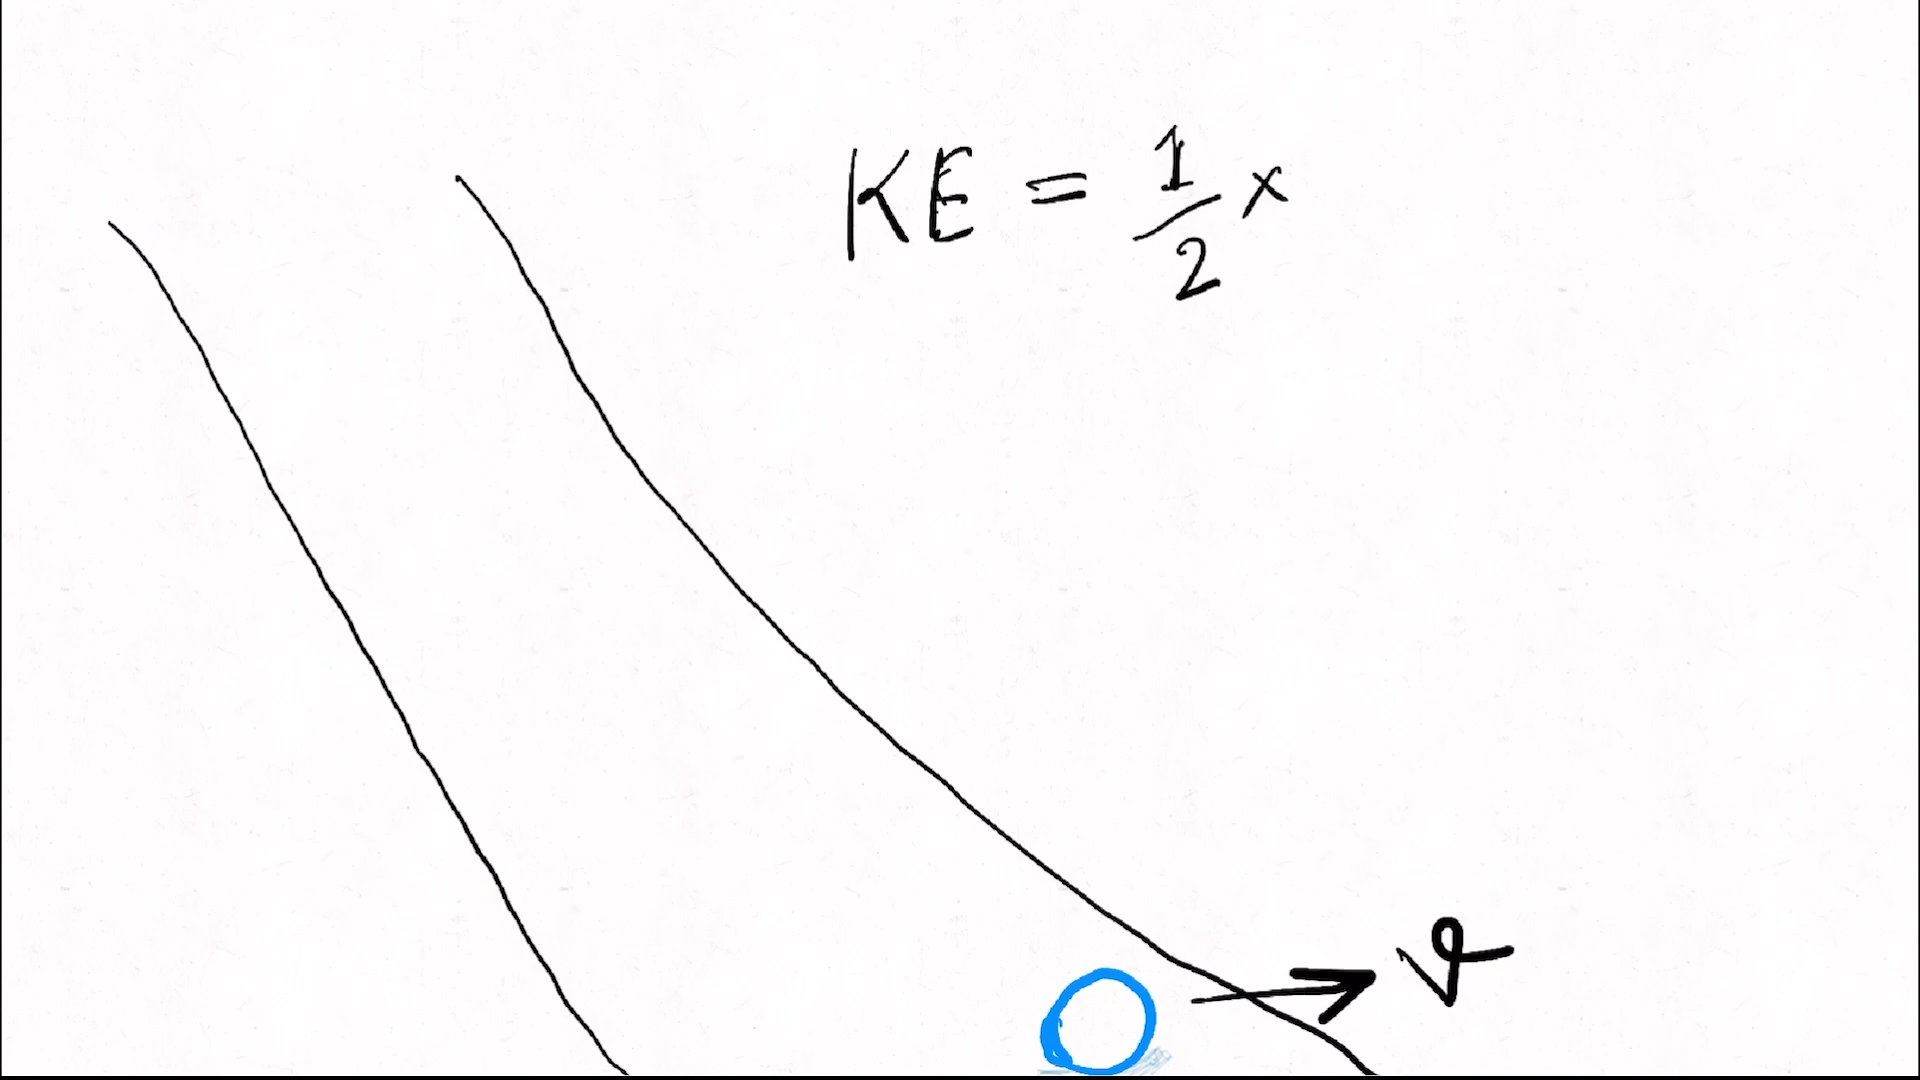 KE = 1/2 x
v